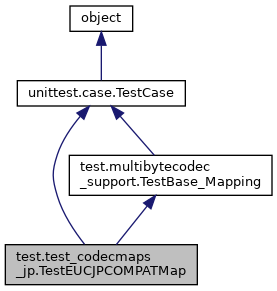 object
unittest.case.TestCase
test.multibytecodec
_support.TestBase_Mapping
test.test_codecmaps
_jp.TestEUCJPCOMPATMap